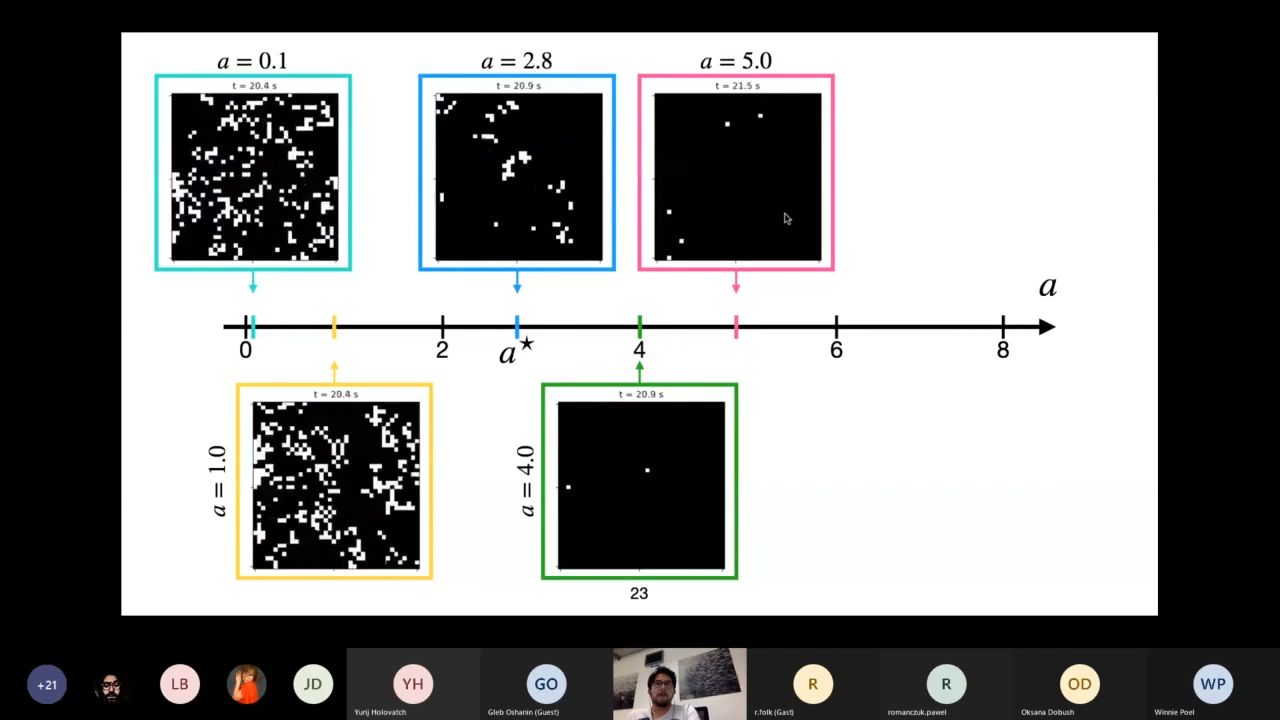 a = 0.1
a = 2.8
a = 5.0
t = 20.4 s
t = 20.9 s
t = 21.5 s
a
0
2
a★
4
6
8
t = 20.4 s
t = 20.9 s
a = 1.0
a = 4.0
23
+21
LB
JD
YH
GO
R
R
OD
WP
Yurij Holovatch
Gleb Oshanin (Guest)
r.folk (Gast)
romanczuk.pawel
Oksana Dobush
Winnie Poel